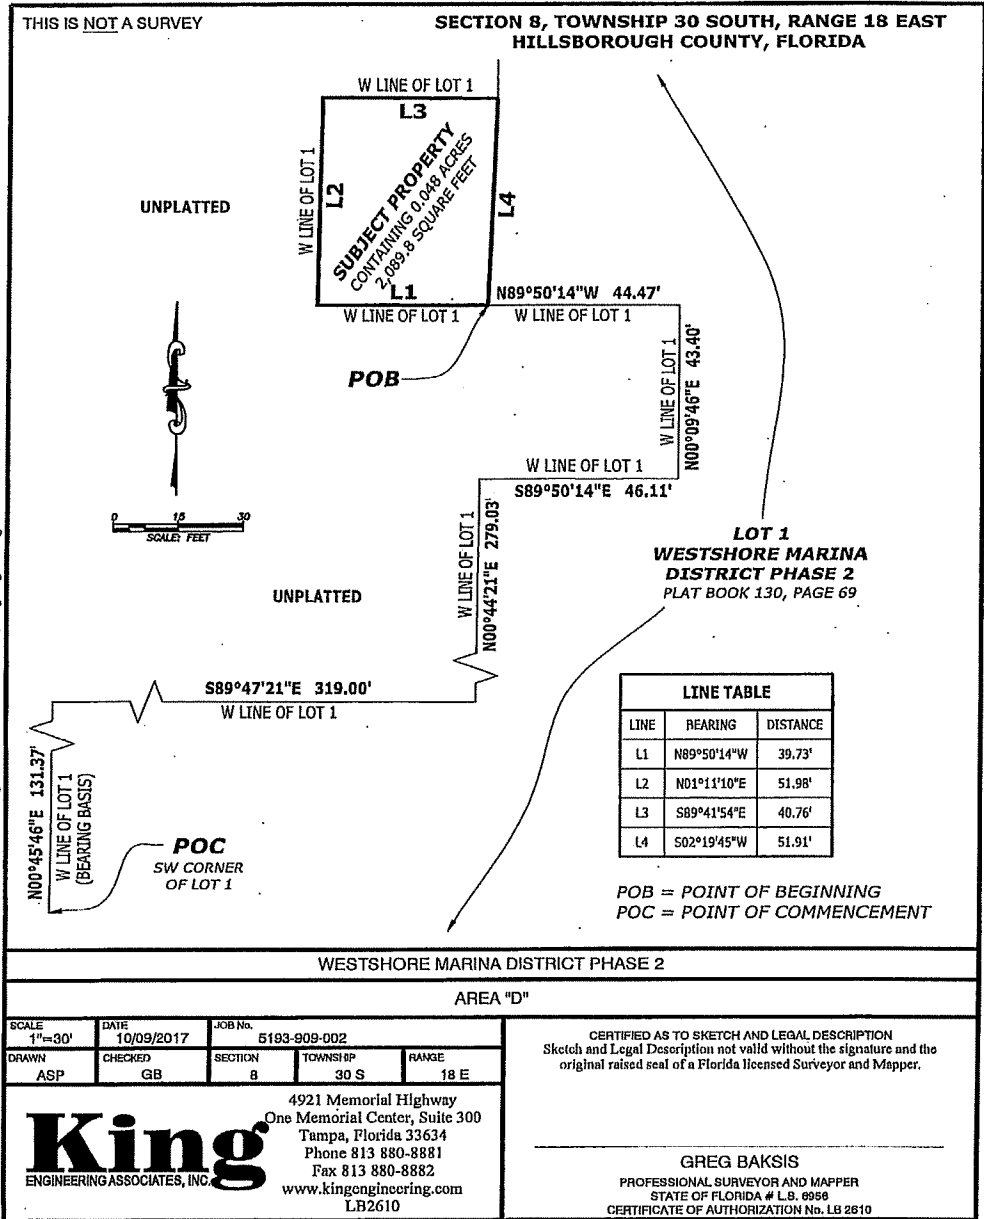 THIS IS NOT A SURVEY
SECTION 8, TOWNSHIP 30 SOUTH, RANGE 18 EAST
HILLSBOROUGH COUNTY, FLORIDA
W LINE OF LOT 1
L3
W LINE OF LOT 1
L2
SUBJECT PROPERTY
CONTAINING 0.048 ACRES
2,089.8 SQUARE FEET
L4
UNPLATTED
L1
W LINE OF LOT 1
N89°50'14"W 44.47'
W LINE OF LOT 1
POB
W LINE OF LOT 1
N00°09'46"E 43.40'
W LINE OF LOT 1
S89°50'14"E 46.11'
0 15 30
SCALE: FEET
W LINE OF LOT 1
N00°44'21"E 279.03'
LOT 1
WESTSHORE MARINA
DISTRICT PHASE 2
PLAT BOOK 130, PAGE 69
UNPLATTED
S89°47'21"E 319.00'
W LINE OF LOT 1
N00°45'46"E 131.37'
W LINE OF LOT 1
(BEARING BASIS)
POC
SW CORNER
OF LOT 1
LINE TABLE
LINE BEARING DISTANCE
L1 N89°50'14"W 39.73'
L2 N01°11'10"E 51.98'
L3 S89°41'54"E 40.76'
L4 S02°19'45"W 51.91'
POB = POINT OF BEGINNING
POC = POINT OF COMMENCEMENT
WESTSHORE MARINA DISTRICT PHASE 2
AREA "D"
SCALE DATE JOB No.
1"=30' 10/09/2017 5193-909-002
DRAWN CHECKED SECTION TOWNSHIP RANGE
ASP GB 8 30 S 18 E
King
ENGINEERING ASSOCIATES, INC.
4921 Memorial Highway
One Memorial Center, Suite 300
Tampa, Florida 33634
Phone 813 880-8881
Fax 813 880-8882
www.kingengineering.com
LB2610
CERTIFIED AS TO SKETCH AND LEGAL DESCRIPTION
Sketch and Legal Description not valid without the signature and the
original raised seal of a Florida licensed Surveyor and Mapper.
GREG BAKSIS
PROFESSIONAL SURVEYOR AND MAPPER
STATE OF FLORIDA # L.S. 6956
CERTIFICATE OF AUTHORIZATION No. LB 2610